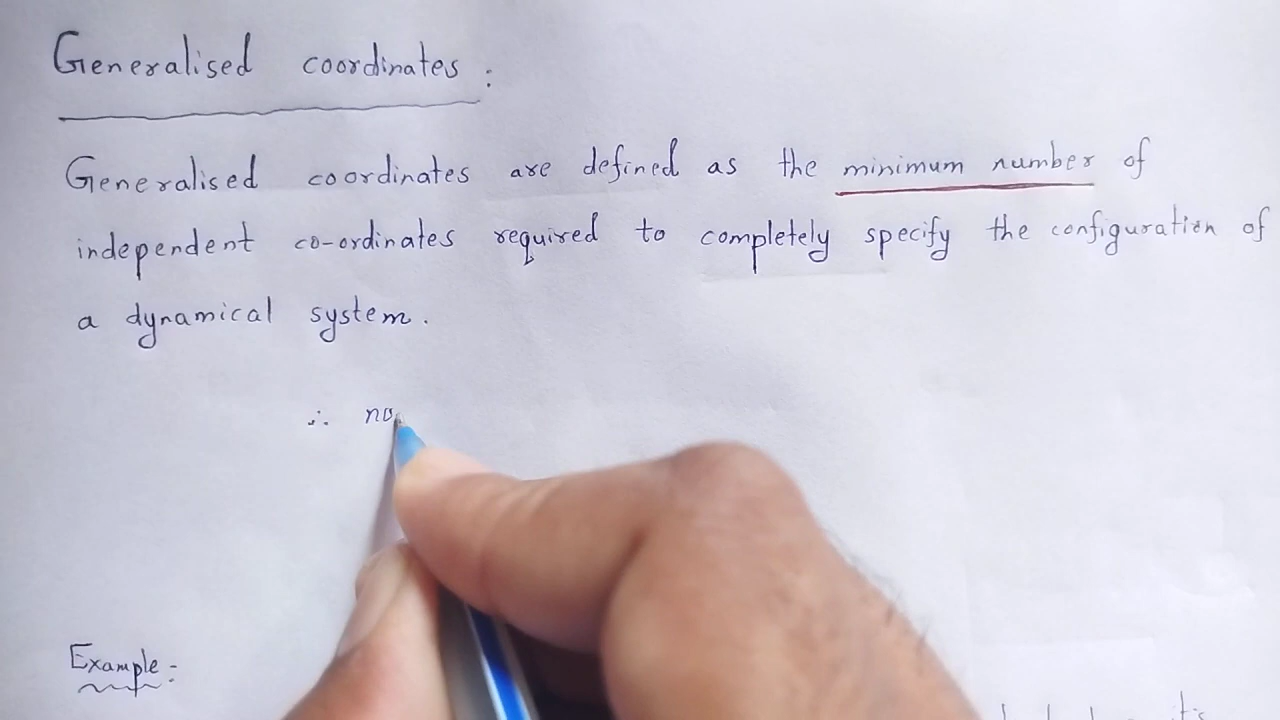 Generalised coordinates :
Generalised coordinates are defined as the minimum number of
independent co-ordinates required to completely specify the configuration of
a dynamical system.
∴ no
Example :-